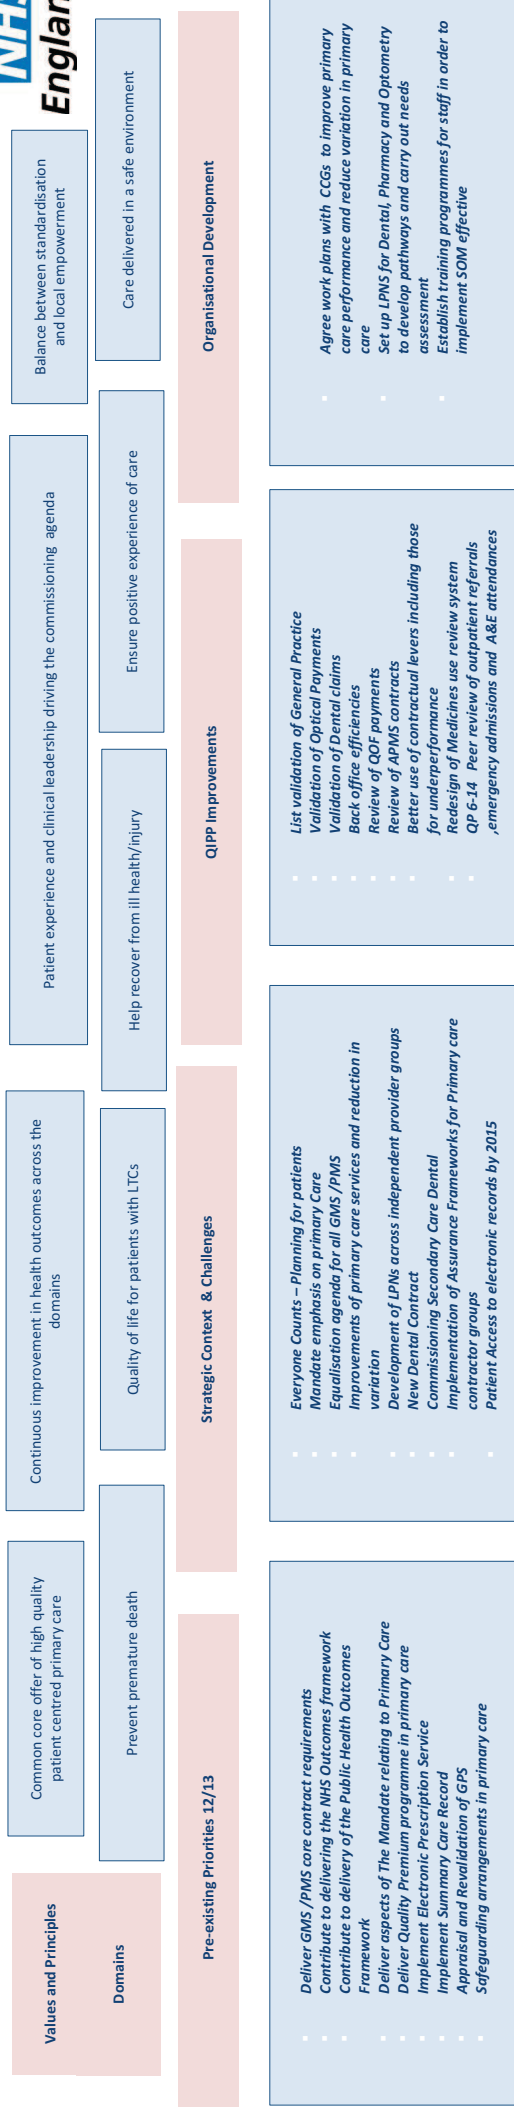 NHS
England
Values and Principles
Common core offer of high quality
patient centred primary care
Continuous improvement in health outcomes across the
domains
Patient experience and clinical leadership driving the commissioning agenda
Balance between standardisation
and local empowerment
Domains
Prevent premature death
Quality of life for patients with LTCs
Help recover from ill health/injury
Ensure positive experience of care
Care delivered in a safe environment
Pre-existing Priorities 12/13
Strategic Context & Challenges
QIPP Improvements
Organisational Development
Deliver GMS /PMS core contract requirements
Contribute to delivering the NHS Outcomes framework
Contribute to delivery of the Public Health Outcomes
Framework
Deliver aspects of The Mandate relating to Primary Care
Deliver Quality Premium programme in primary care
Implement Electronic Prescription Service
Implement Summary Care Record
Appraisal and Revalidation of GPS
Safeguarding arrangements in primary care
Everyone Counts – Planning for patients
Mandate emphasis on primary Care
Equalisation agenda for all GMS /PMS
Improvements of primary care services and reduction in
variation
Development of LPNs across independent provider groups
New Dental Contract
Commissioning Secondary Care Dental
Implementation of Assurance Frameworks for Primary care
contractor groups
Patient Access to electronic records by 2015
List validation of General Practice
Validation of Optical Payments
Validation of Dental claims
Back office efficiencies
Review of QOF payments
Review of APMS contracts
Better use of contractual levers including those
for underperformance
Redesign of Medicines use review system
QP 6-14 Peer review of outpatient referrals
,emergency admissions and A&E attendances
Agree work plans with CCGs to improve primary
care performance and reduce variation in primary
care
Set up LPNS for Dental, Pharmacy and Optometry
to develop pathways and carry out needs
assessment
Establish training programmes for staff in order to
implement SOM effective